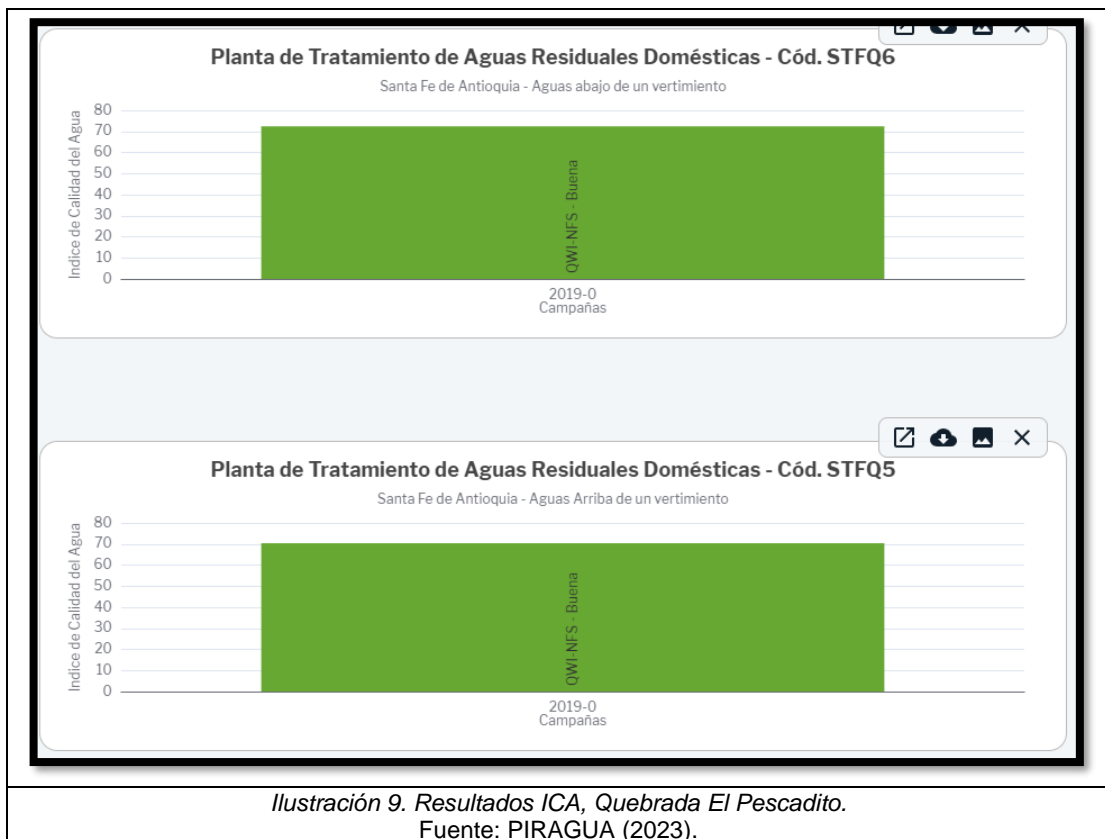 Planta de Tratamiento de Aguas Residuales Domésticas - Cód. STFQ6
Santa Fe de Antioquia - Aguas abajo de un vertimiento
Indice de Calidad del Agua
80
70
60
50
40
30
20
10
0
QWI-NFS - Buena
2019-0
Campañas
Planta de Tratamiento de Aguas Residuales Domésticas - Cód. STFQ5
Santa Fe de Antioquia - Aguas Arriba de un vertimiento
Indice de Calidad del Agua
80
70
60
50
40
30
20
10
0
QWI-NFS - Buena
2019-0
Campañas
Ilustración 9. Resultados ICA, Quebrada El Pescadito.
Fuente: PIRAGUA (2023).